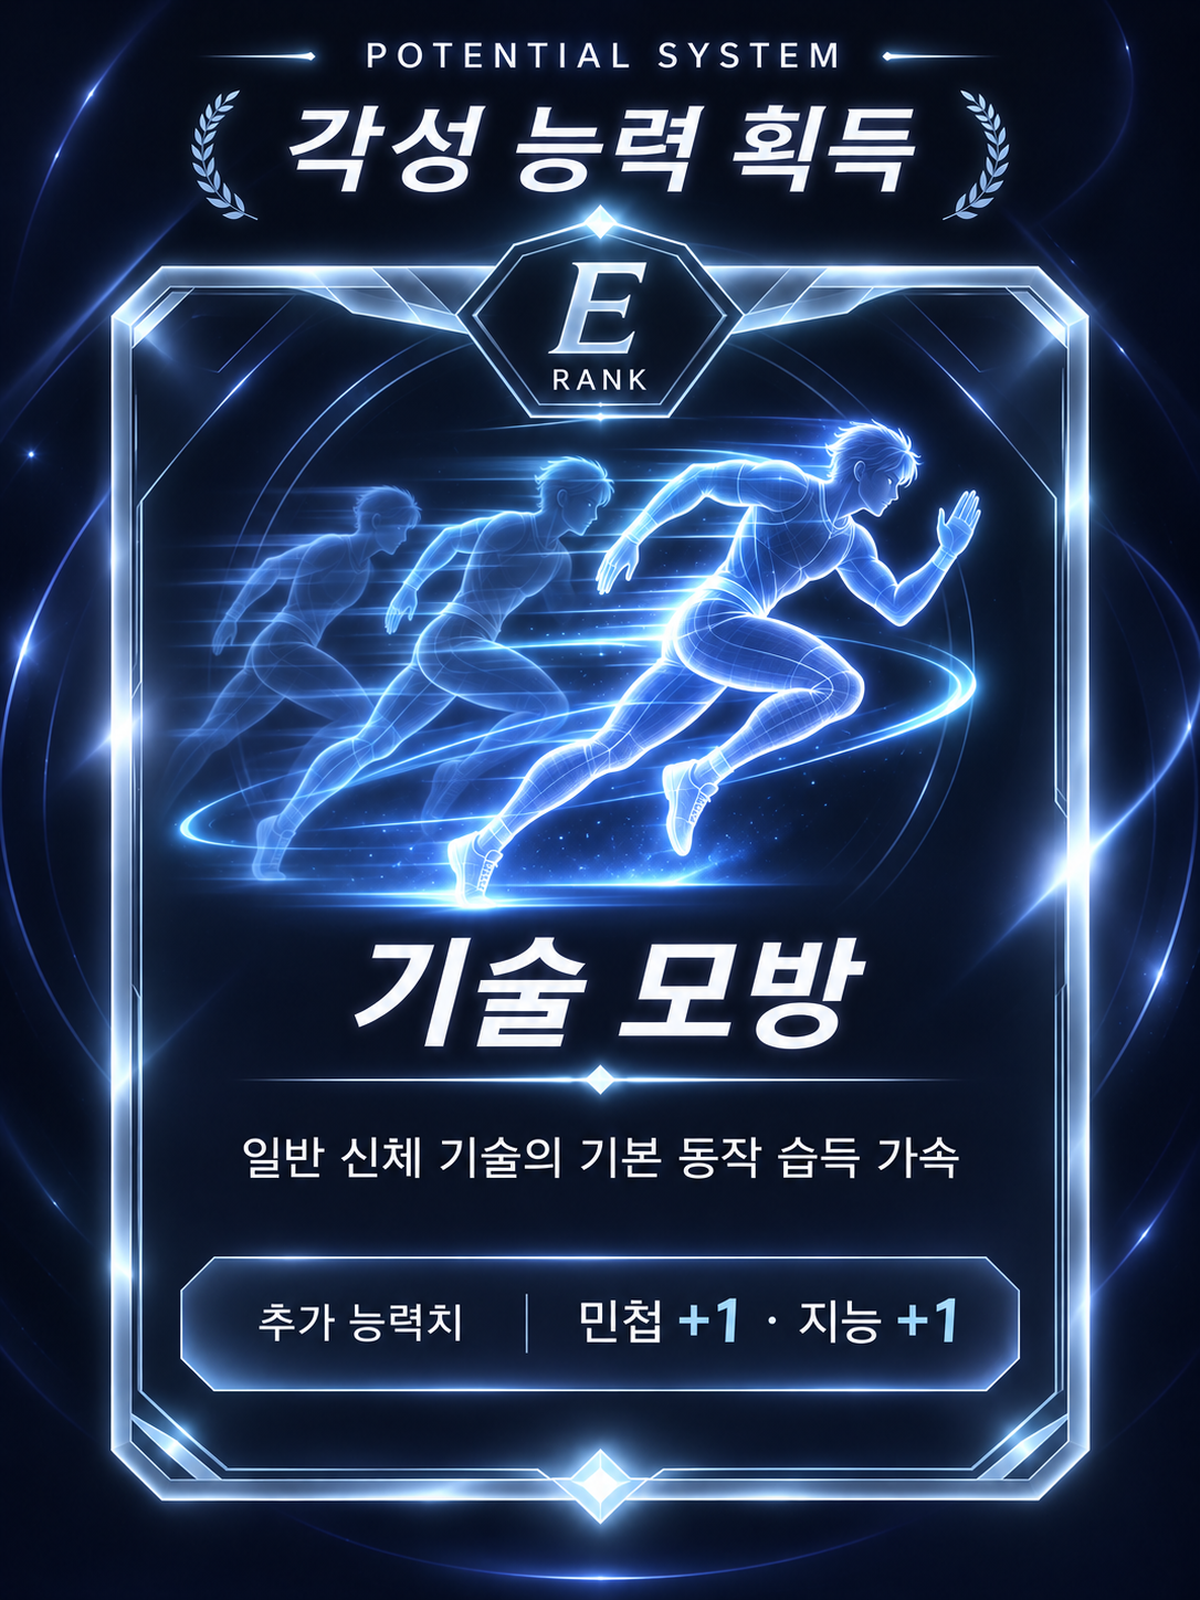 POTENTIAL SYSTEM
각성 능력 획득
E
RANK
기술 모방
일반 신체 기술의 기본 동작 습득 가속
추가 능력치 민첩 +1 · 지능 +1